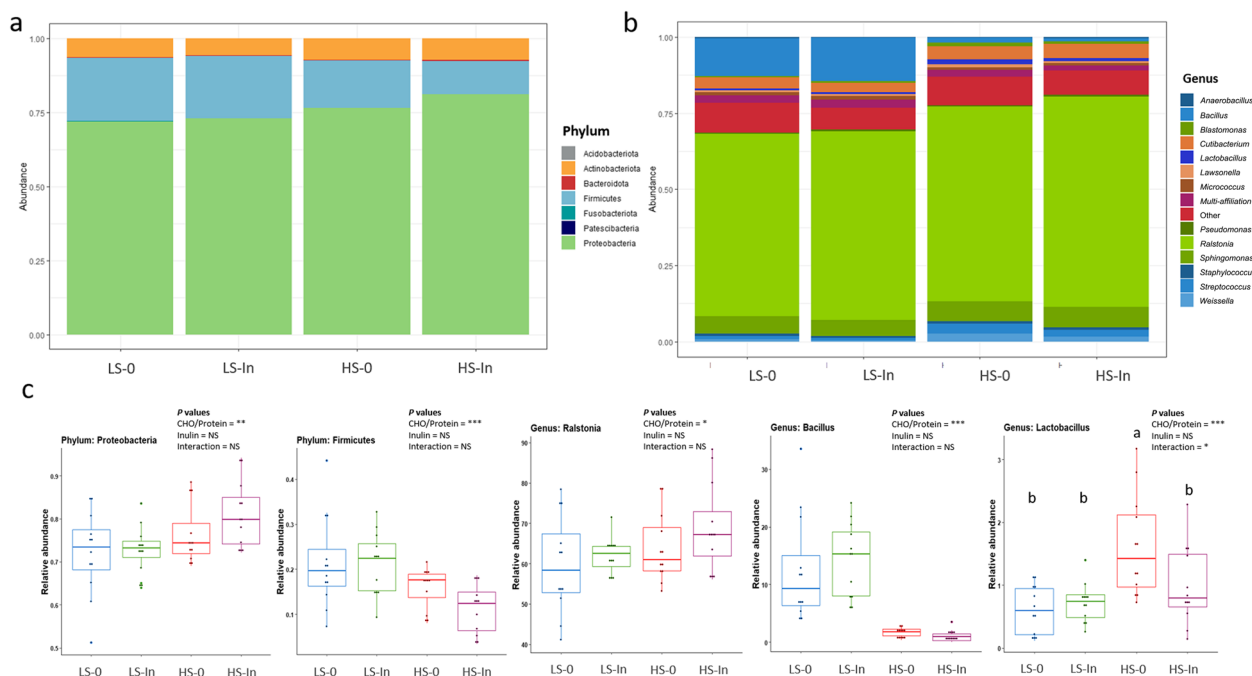 a
1.00
0.75
0.50
0.25
0.00
Abundance
LS-0
LS-In
HS-0
HS-In
Phylum
Acidobacteriota
Actinobacteriota
Bacteroidota
Firmicutes
Fusobacteriota
Patescibacteria
Proteobacteria
b
1.00
0.75
0.50
0.25
0.00
Abundance
LS-0
LS-In
HS-0
HS-In
Genus
Anaerobacillus
Bacillus
Blastomonas
Cutibacterium
Lactobacillus
Lawsonella
Micrococcus
Multi-affiliation
Other
Pseudomonas
Ralstonia
Sphingomonas
Staphylococcus
Streptococcus
Weissella
c
Phylum: Proteobacteria
P values
CHO/Protein = **
Inulin = NS
Interaction = NS
Relative abundance
0.9
0.8
0.7
0.6
0.5
LS-0
LS-In
HS-0
HS-In
Phylum: Firmicutes
P values
CHO/Protein = ***
Inulin = NS
Interaction = NS
Relative abundance
0.4
0.3
0.2
0.1
LS-0
LS-In
HS-0
HS-In
Genus: Ralstonia
P values
CHO/Protein = *
Inulin = NS
Interaction = NS
Relative abundance
90
80
70
60
50
40
LS-0
LS-In
HS-0
HS-In
Genus: Bacillus
P values
CHO/Protein = ***
Inulin = NS
Interaction = NS
Relative abundance
30
20
10
0
LS-0
LS-In
HS-0
HS-In
Genus: Lactobacillus
P values
CHO/Protein = ***
Inulin = NS
Interaction = *
Relative abundance
3
2
1
0
b
b
a
b
LS-0
LS-In
HS-0
HS-In